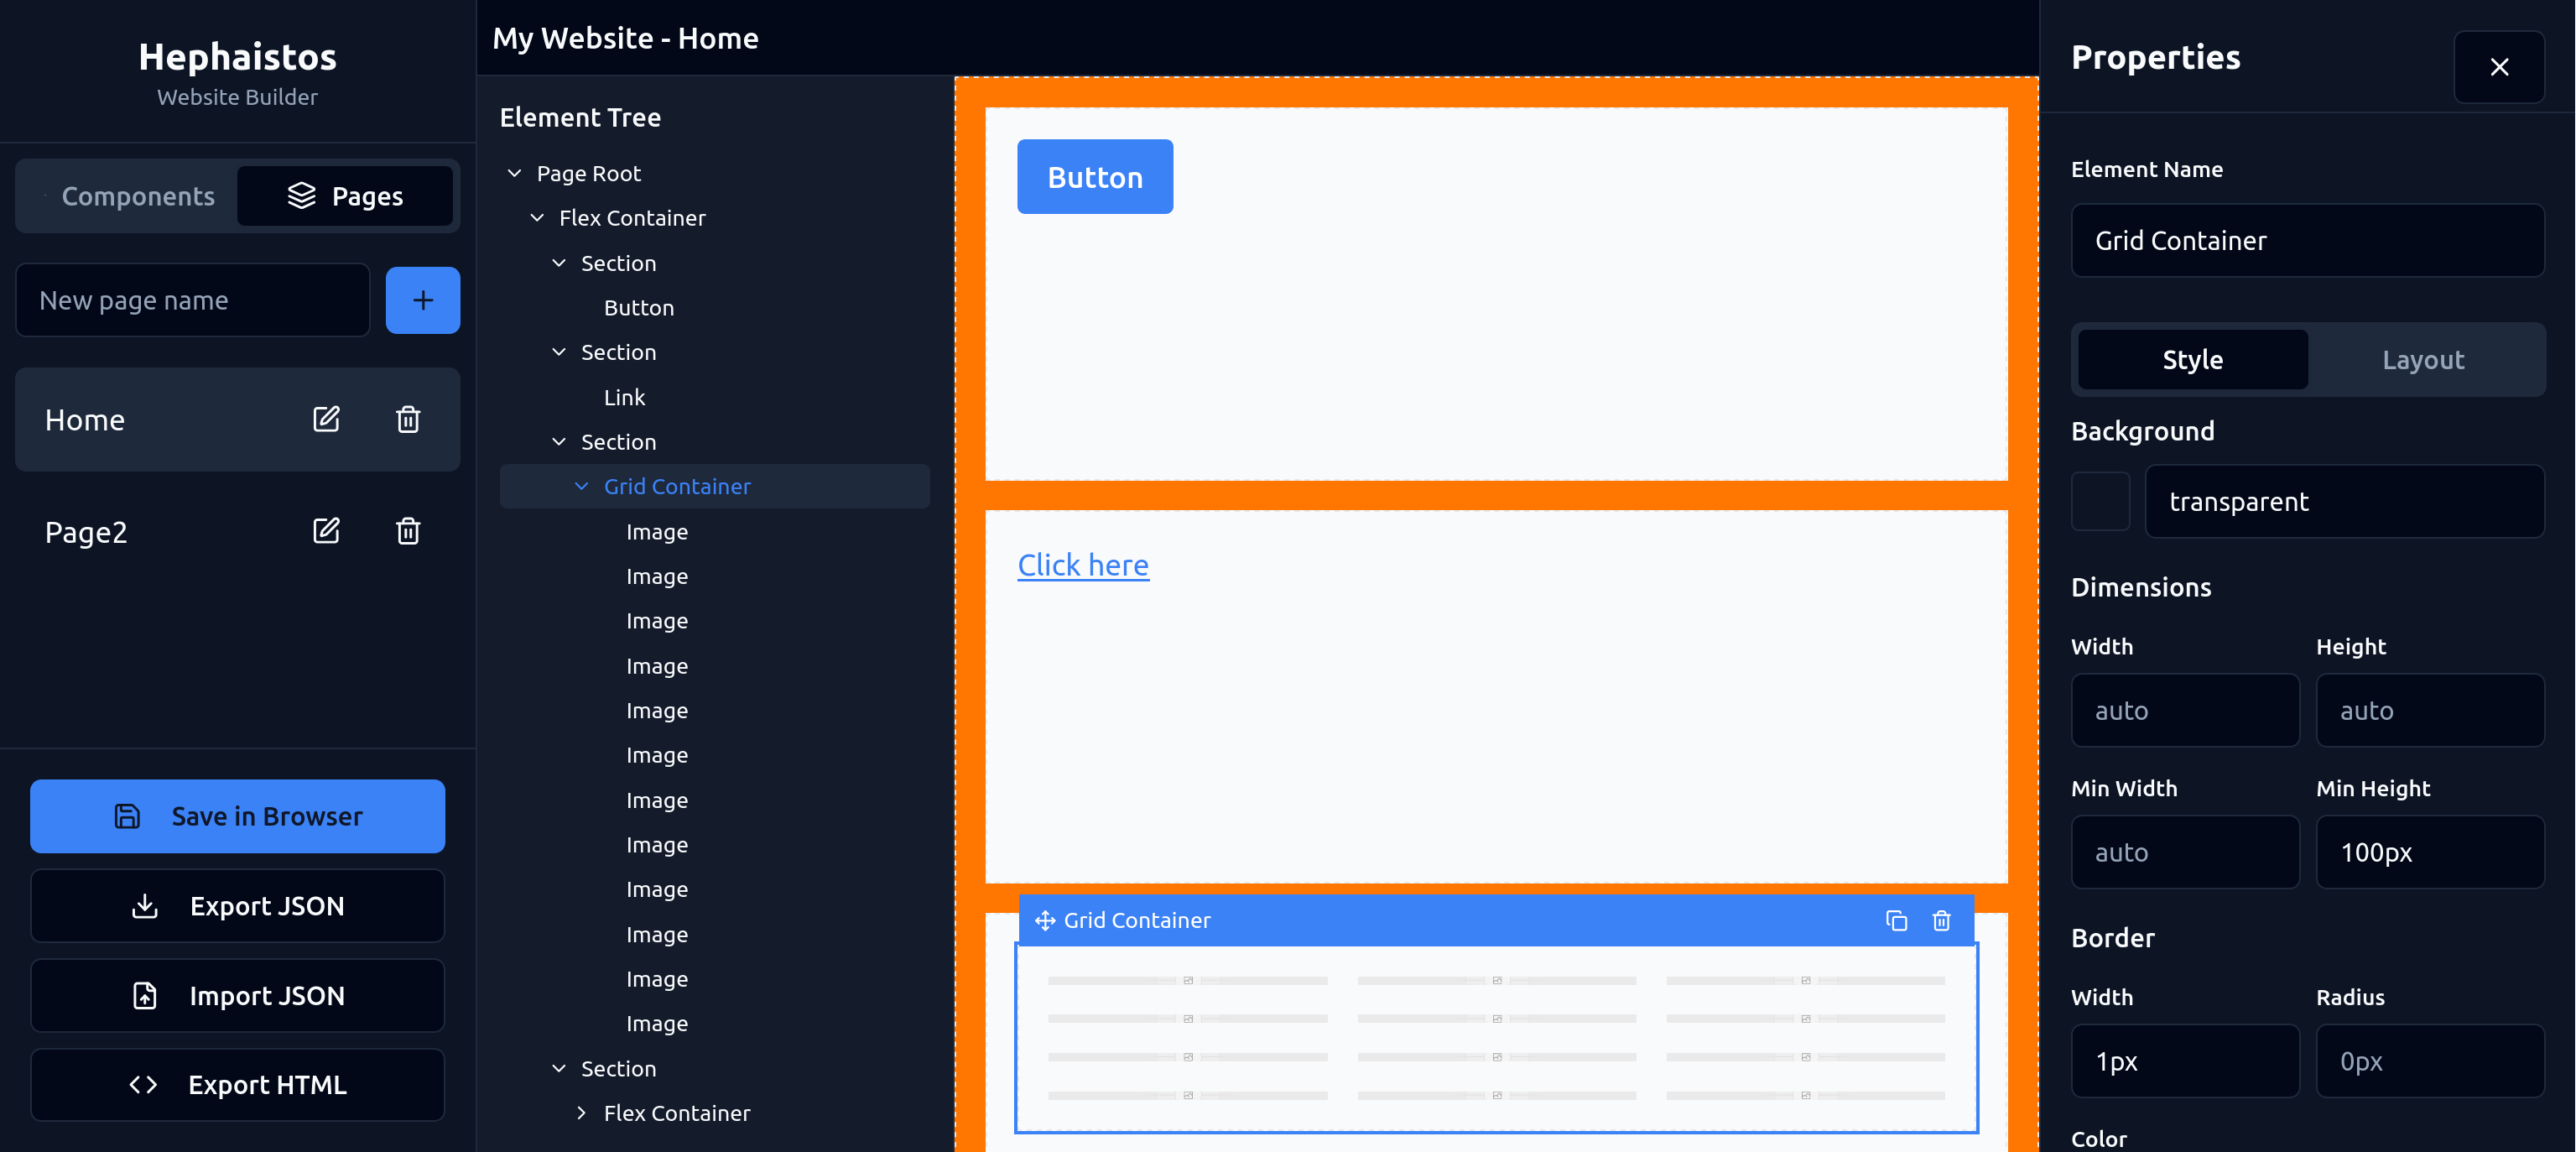 Hephaistos
Website Builder
Components
Pages
New page name
Home
Page2
Save in Browser
Export JSON
Import JSON
Export HTML
My Website - Home
Element Tree
Page Root
Flex Container
Section
Button
Section
Link
Section
Grid Container
Image
Image
Image
Image
Image
Image
Image
Image
Image
Image
Image
Image
Section
Flex Container
Button
Click here
Grid Container
Properties
Element Name
Grid Container
Style Layout
Background
transparent
Dimensions
Width Height
auto auto
Min Width Min Height
auto 100px
Border
Width Radius
1px 0px
Color